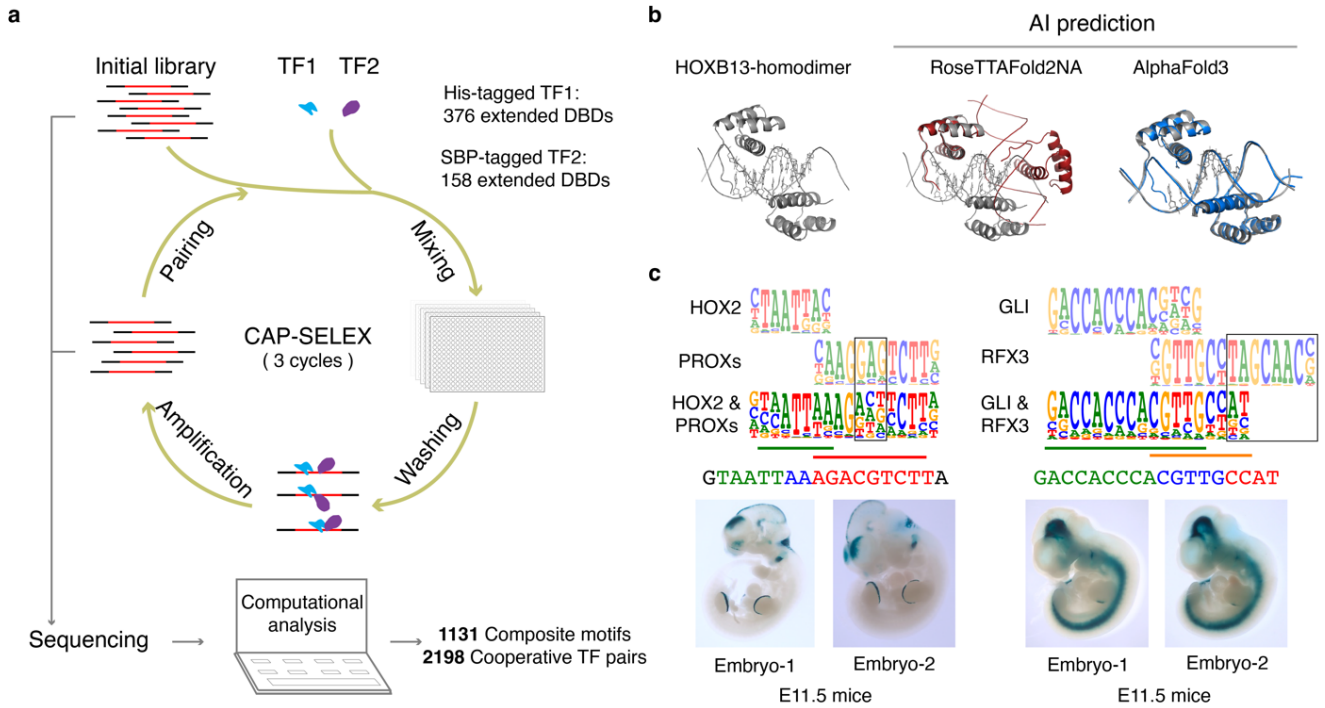 a
Initial library
TF1
TF2
His-tagged TF1:
376 extended DBDs
SBP-tagged TF2:
158 extended DBDs
Pairing
Mixing
CAP-SELEX
( 3 cycles )
Amplification
Washing
Sequencing
Computational
analysis
1131 Composite motifs
2198 Cooperative TF pairs
b
AI prediction
HOXB13-homodimer
RoseTTAFold2NA
AlphaFold3
c
HOX2
PROXs
HOX2 &
PROXs
GTAATTAAAGACGTCTTA
Embryo-1
Embryo-2
E11.5 mice
GLI
RFX3
GLI &
RFX3
GACCACCCACGTTGCCAT
Embryo-1
Embryo-2
E11.5 mice